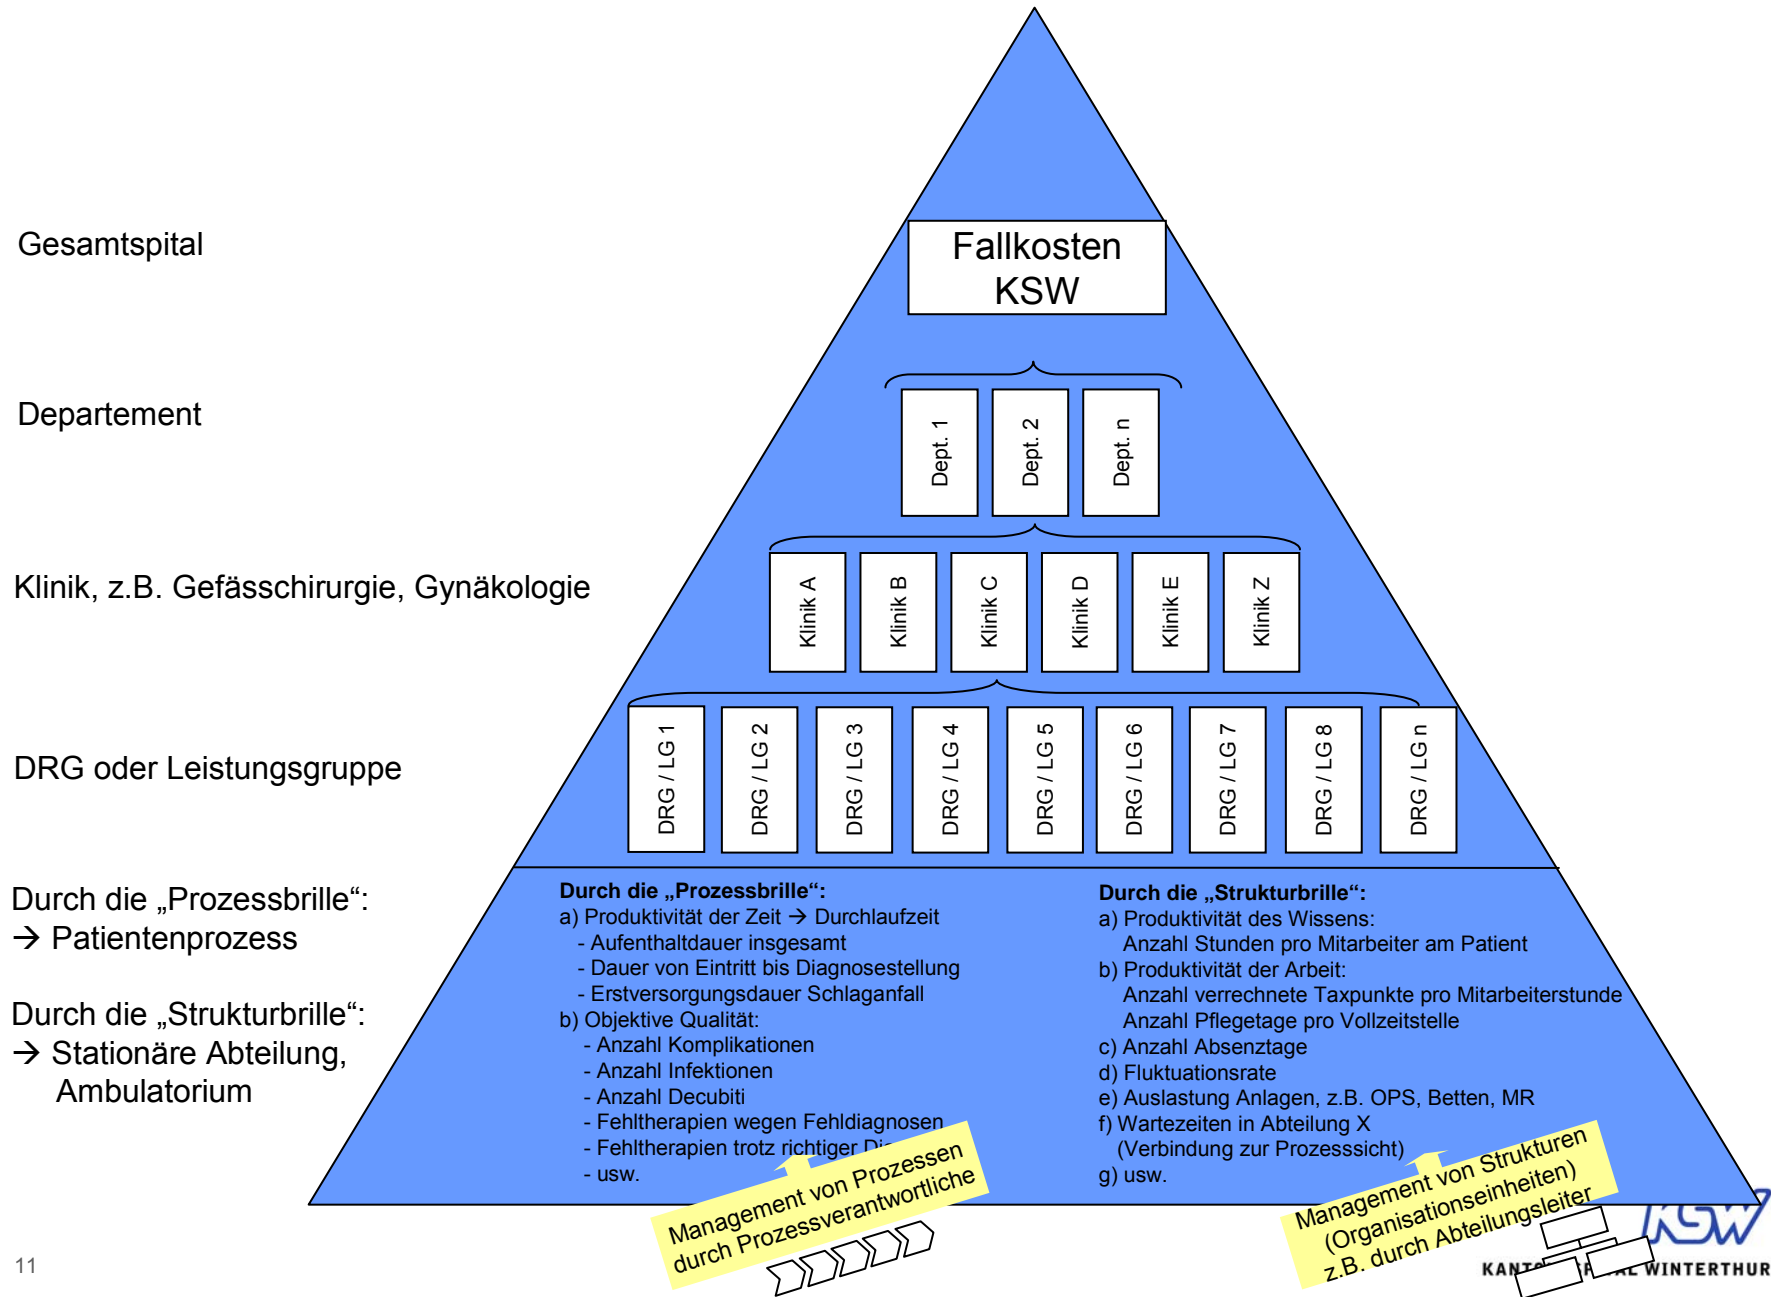 Gesamtspital
Fallkosten
KSW
Departement
Dept. 1
Dept. 2
Dept. n
Klinik, z.B. Gefässchirurgie, Gynäkologie
Klinik A
Klinik B
Klinik C
Klinik D
Klinik E
Klinik Z
DRG oder Leistungsgruppe
DRG / LG 1
DRG / LG 2
DRG / LG 3
DRG / LG 4
DRG / LG 5
DRG / LG 6
DRG / LG 7
DRG / LG 8
DRG / LG n
Durch die „Prozessbrille“:
→ Patientenprozess
Durch die „Strukturbrille“:
→ Stationäre Abteilung,
Ambulatorium
Durch die „Prozessbrille“:
a) Produktivität der Zeit → Durchlaufzeit
- Aufenthaltdauer insgesamt
- Dauer von Eintritt bis Diagnosestellung
- Erstversorgungsdauer Schlaganfall
b) Objektive Qualität:
- Anzahl Komplikationen
- Anzahl Infektionen
- Anzahl Decubiti
- Fehltherapien wegen Fehldiagnosen
- Fehltherapien trotz richtiger
- usw.
Durch die „Strukturbrille“:
a) Produktivität des Wissens:
Anzahl Stunden pro Mitarbeiter am Patient
b) Produktivität der Arbeit:
Anzahl verrechnete Taxpunkte pro Mitarbeiterstunde
Anzahl Pflegetage pro Vollzeitstelle
c) Anzahl Absenztage
d) Fluktuationsrate
e) Auslastung Anlagen, z.B. OPS, Betten, MR
f) Wartezeiten in Abteilung X
(Verbindung zur Prozesssicht)
g) usw.
Management von Prozessen
durch Prozessverantwortliche
Management von Strukturen
(Organisationseinheiten)
z.B. durch Abteilungsleiter
KSW
WINTERTHUR
11